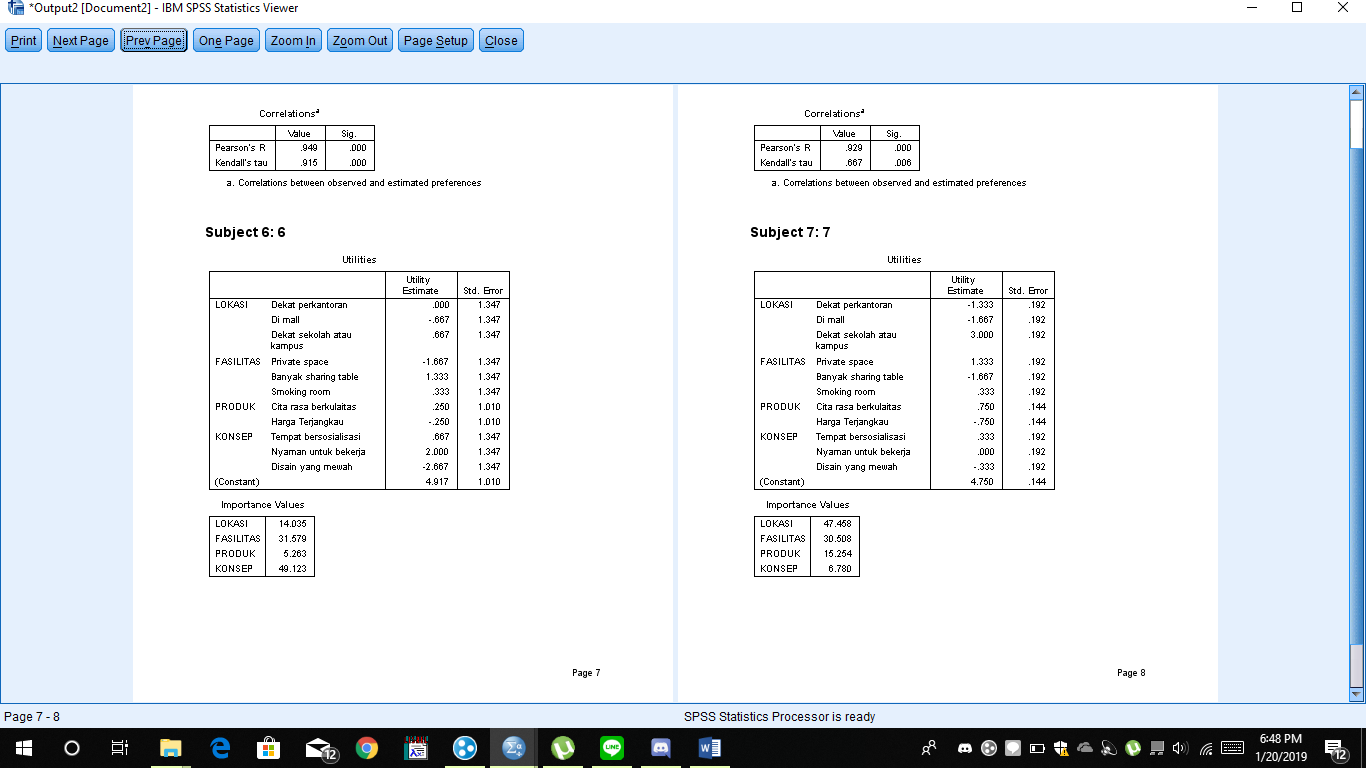 *Output2 [Document2] - IBM SPSS Statistics Viewer
Print Next Page Prev Page One Page Zoom In Zoom Out Page Setup Close
Correlationsa
Value Sig.
Pearson's R .949 .000
Kendall's tau .915 .000
a. Correlations between observed and estimated preferences
Subject 6: 6
Utilities
Utility
Estimate Std. Error
LOKASI Dekat perkantoran .000 1.347
Di mall -.667 1.347
Dekat sekolah atau .667 1.347
kampus
FASILITAS Private space -1.667 1.347
Banyak sharing table 1.333 1.347
Smoking room .333 1.347
PRODUK Cita rasa berkulaitas .250 1.010
Harga Terjangkau -.250 1.010
KONSEP Tempat bersosialisasi .667 1.347
Nyaman untuk bekerja 2.000 1.347
Disain yang mewah -2.667 1.347
(Constant) 4.917 1.010
Importance Values
LOKASI 14.035
FASILITAS 31.579
PRODUK 5.263
KONSEP 49.123
Page 7
Correlationsa
Value Sig.
Pearson's R .929 .000
Kendall's tau .667 .006
a. Correlations between observed and estimated preferences
Subject 7: 7
Utilities
Utility
Estimate Std. Error
LOKASI Dekat perkantoran -1.333 .192
Di mall -1.667 .192
Dekat sekolah atau 3.000 .192
kampus
FASILITAS Private space 1.333 .192
Banyak sharing table -1.667 .192
Smoking room .333 .192
PRODUK Cita rasa berkulaitas .750 .144
Harga Terjangkau -.750 .144
KONSEP Tempat bersosialisasi .333 .192
Nyaman untuk bekerja .000 .192
Disain yang mewah -.333 .192
(Constant) 4.750 .144
Importance Values
LOKASI 47.458
FASILITAS 30.508
PRODUK 15.254
KONSEP 6.780
Page 8
Page 7 - 8 SPSS Statistics Processor is ready
12
LINE
6:48 PM
1/20/2019
12